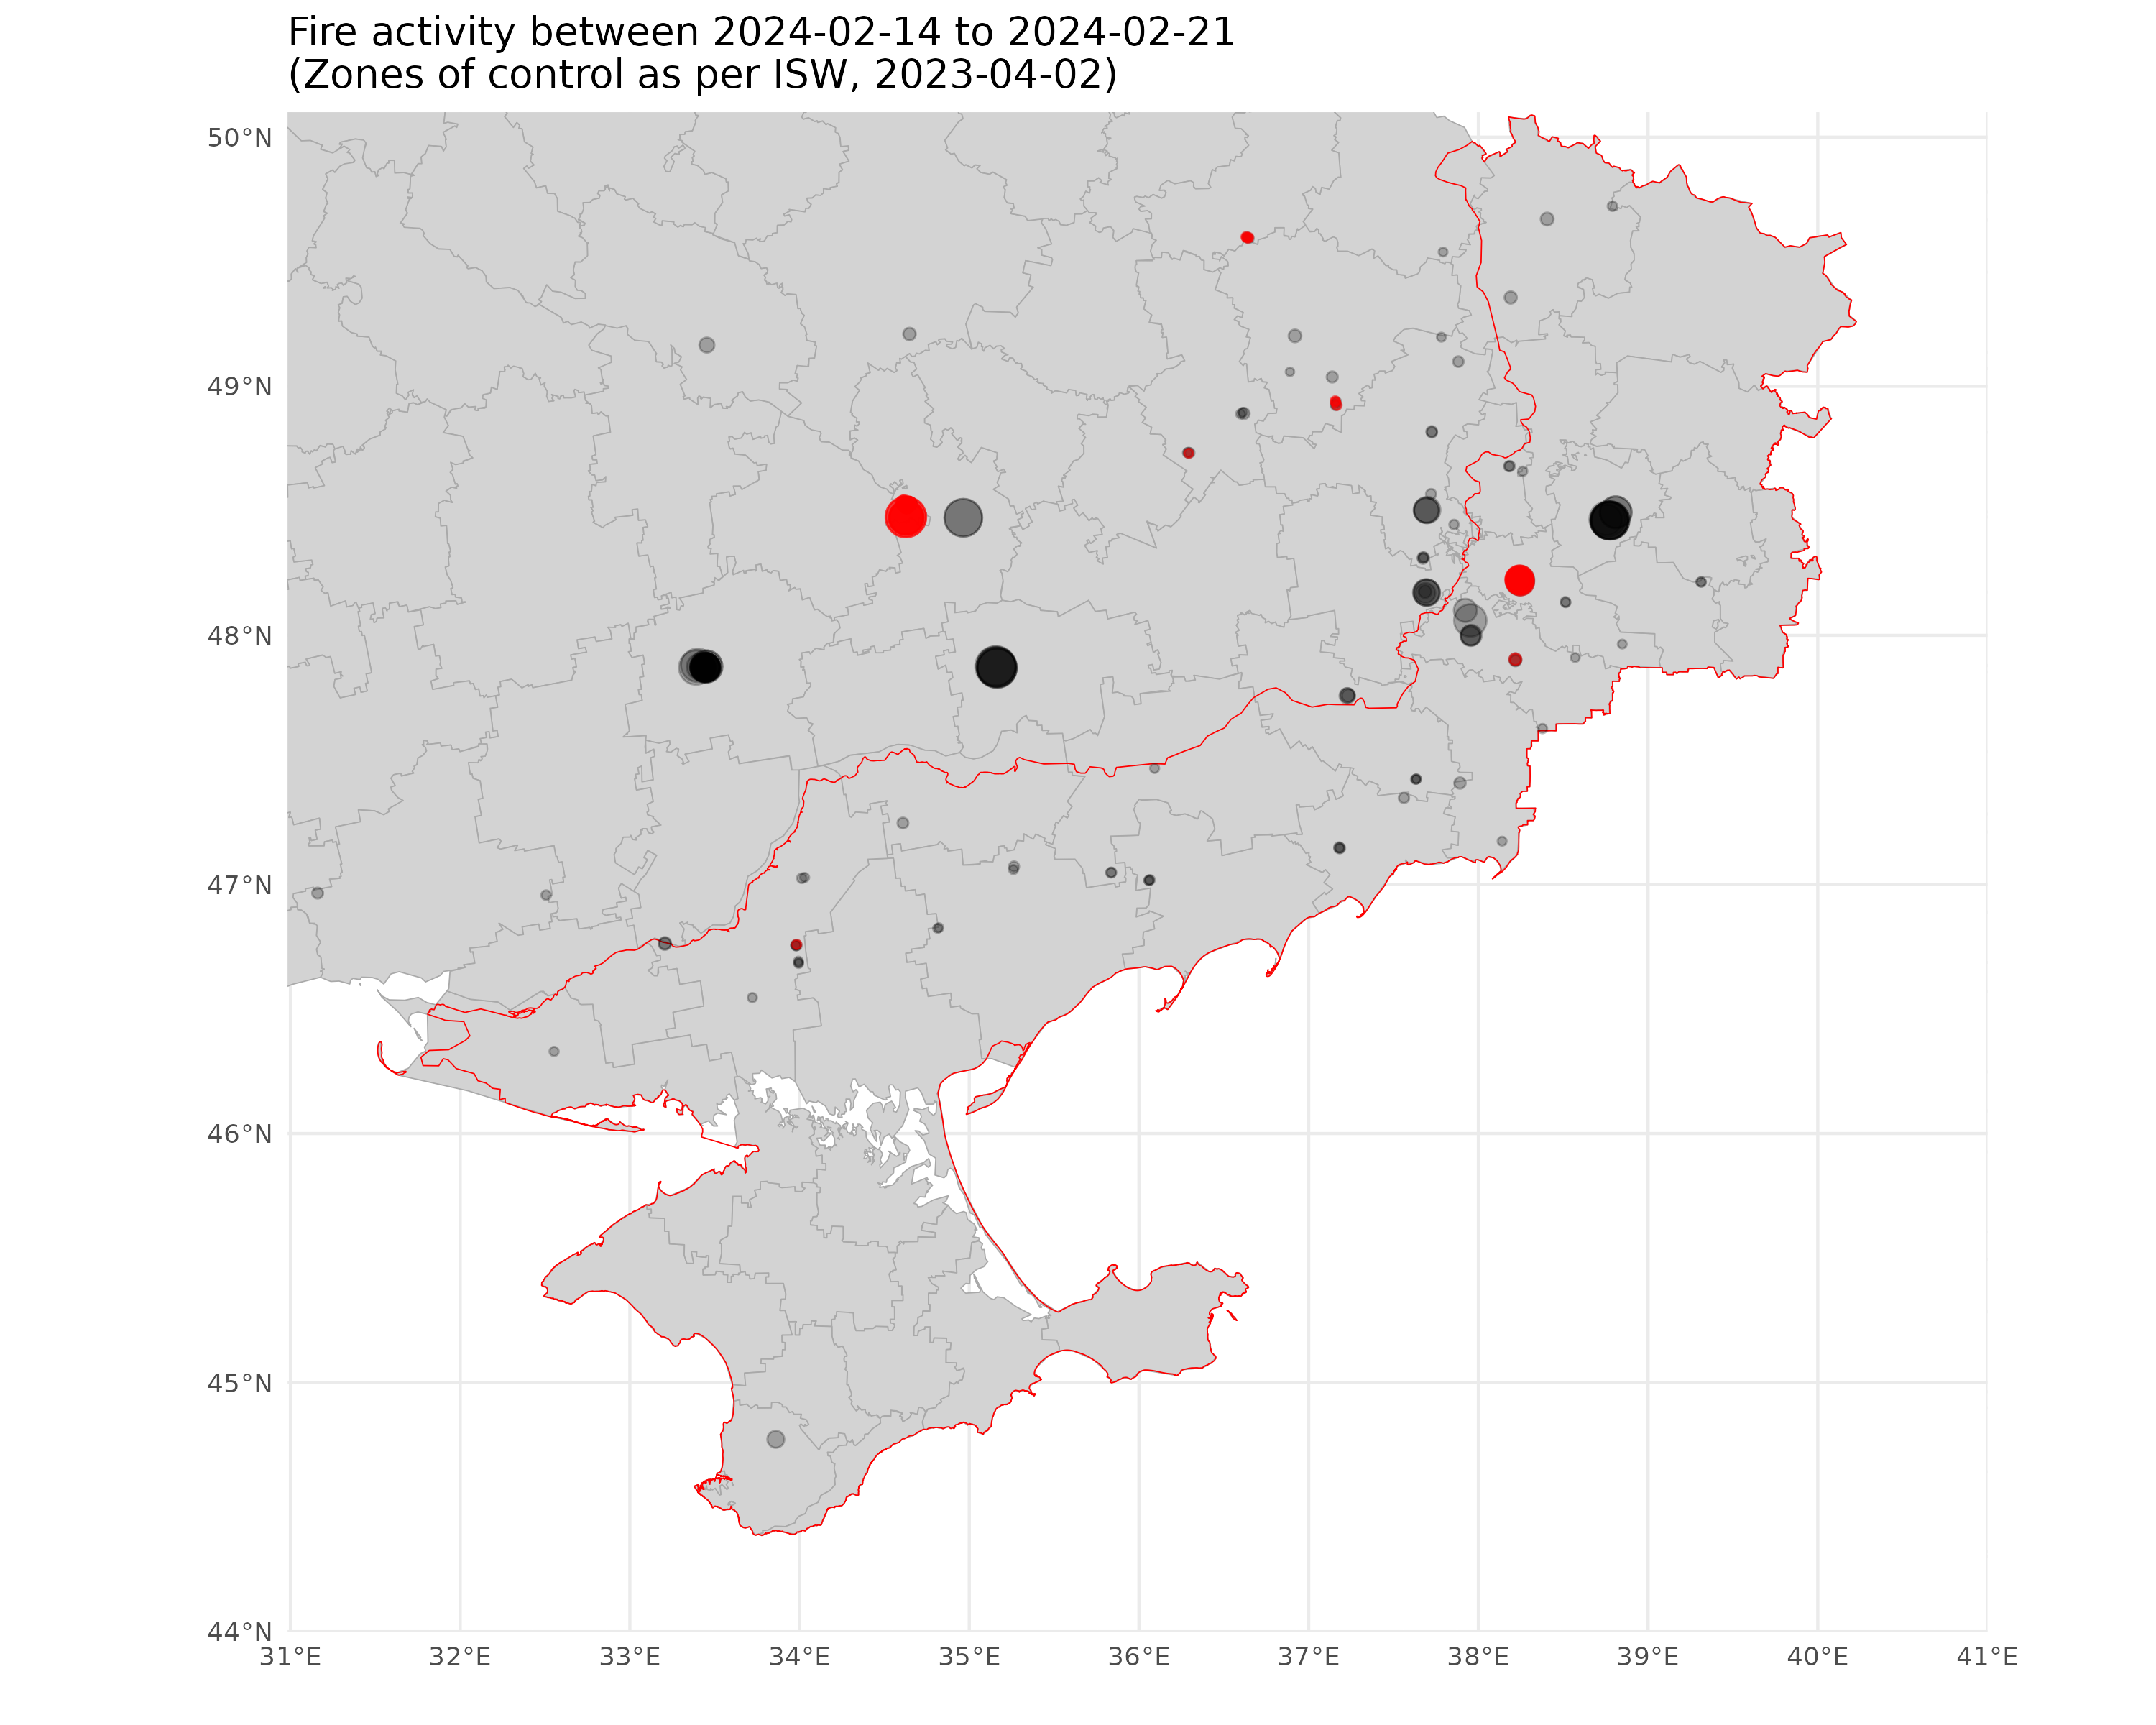 Fire activity between 2024-02-14 to 2024-02-21
(Zones of control as per ISW, 2023-04-02)
50°N
49°N
48°N
47°N
46°N
45°N
44°N
31°E 32°E 33°E 34°E 35°E 36°E 37°E 38°E 39°E 40°E 41°E